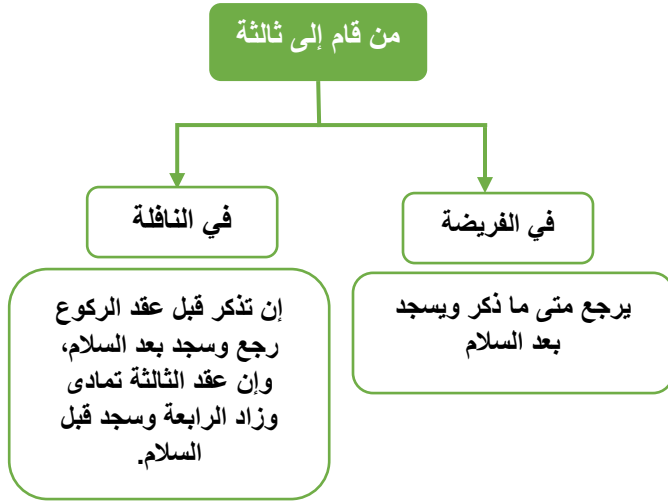 من قام إلى ثالثة
في الفريضة
يرجع متى ما ذكر ويسجد
بعد السلام
في النافلة
إن تذكر قبل عقد الركوع
رجع وسجد بعد السلام،
وإن عقد الثالثة تمادى
وزاد الرابعة وسجد قبل
السلام.